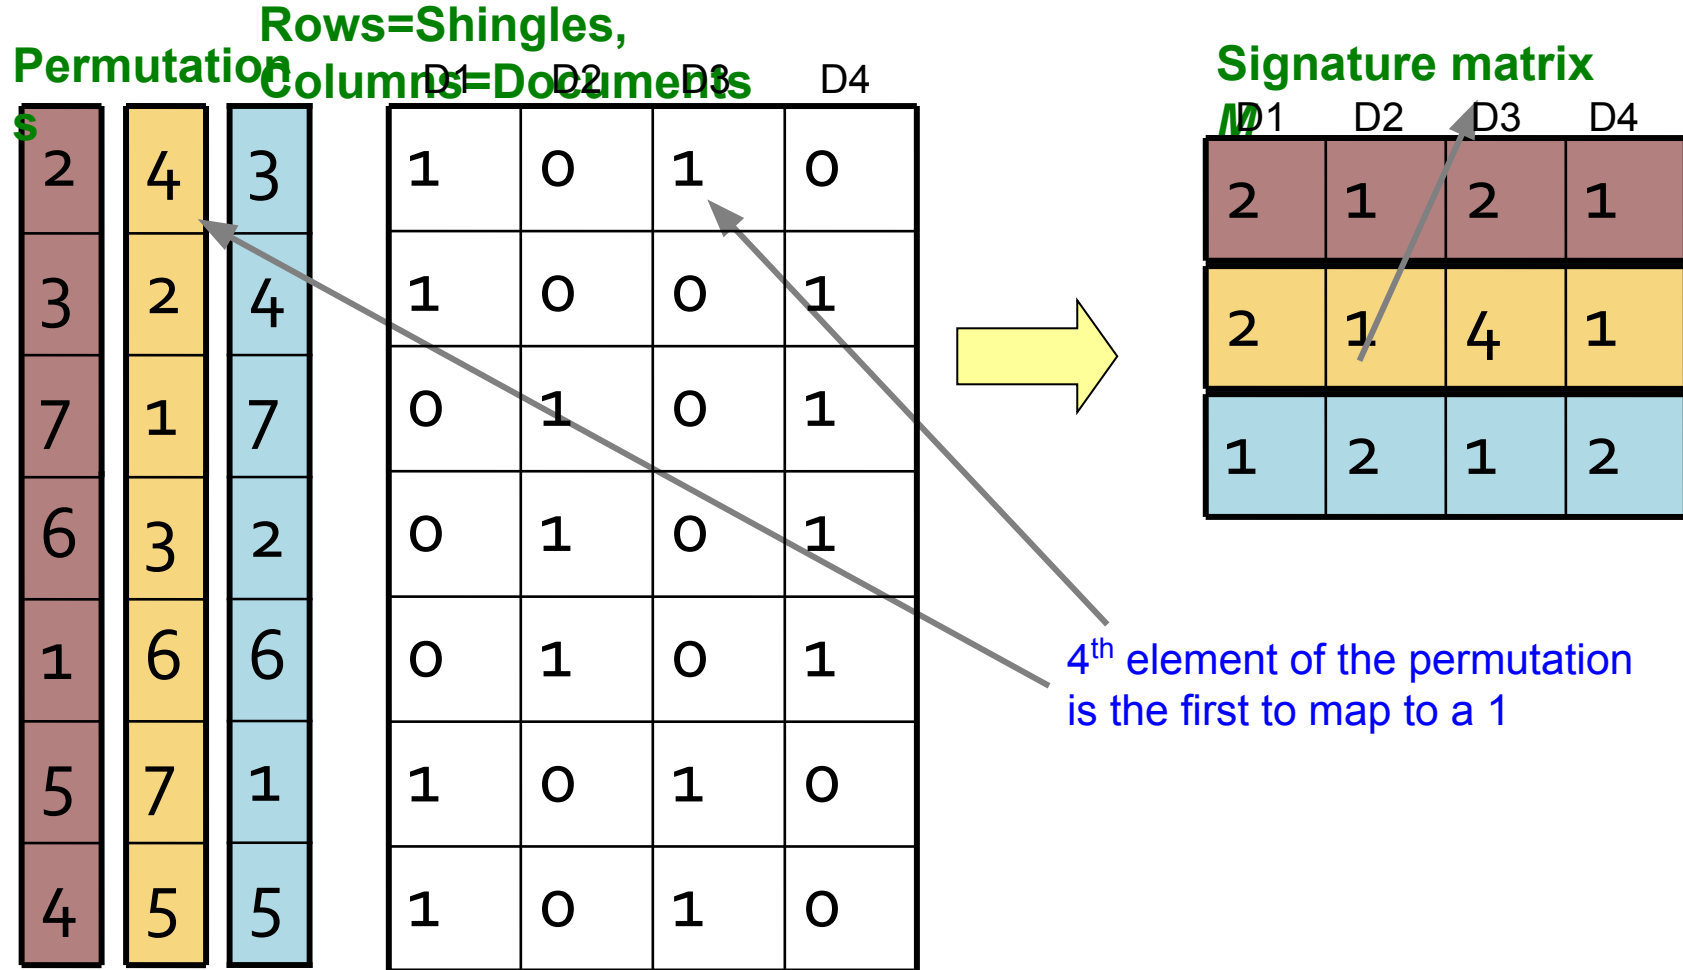 Rows=Shingles,
Columns=Documents
Permutation
s
D1 D2 D3 D4
2 4 3 1 0 1 0
3 2 4 1 0 0 1
7 1 7 0 1 0 1
6 3 2 0 1 0 1
1 6 6 0 1 0 1
5 7 1 1 0 1 0
4 5 5 1 0 1 0
Signature matrix
M
D1 D2 D3 D4
2 1 2 1
2 1 4 1
1 2 1 2
4th element of the permutation
is the first to map to a 1